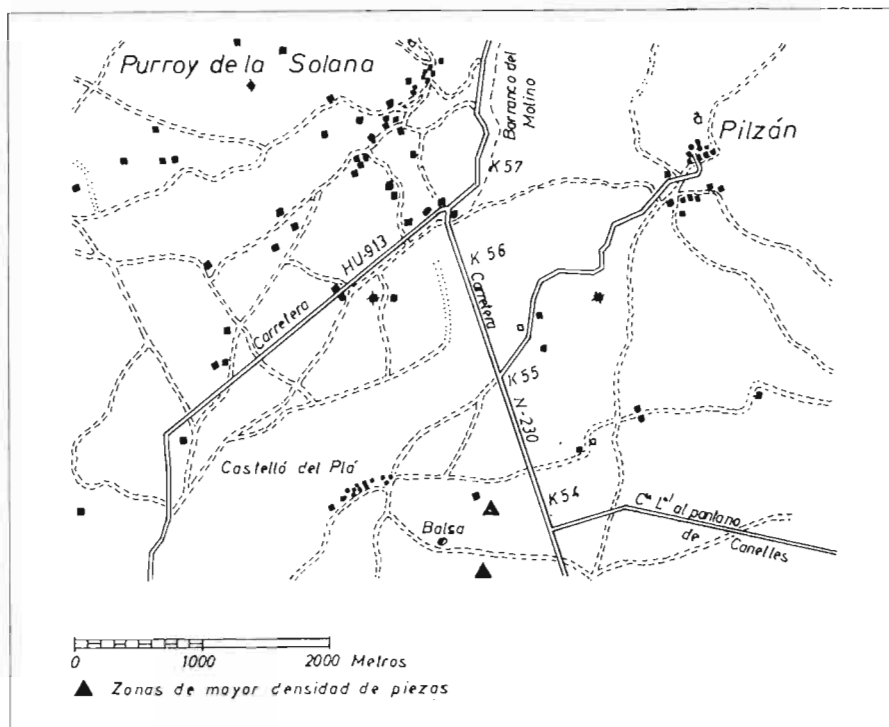 Purroy de la Solana
Barranco del
Molino
Pilzán
K 57
K 56
HU-913
Carretera
Carretera
K 55
N-230
Castelló del Plá
K 54
Cª Lªl al pantano
de Canelles
Balsa
0 1000 2000 Metros
▲ Zonas de mayor densidad de piezas